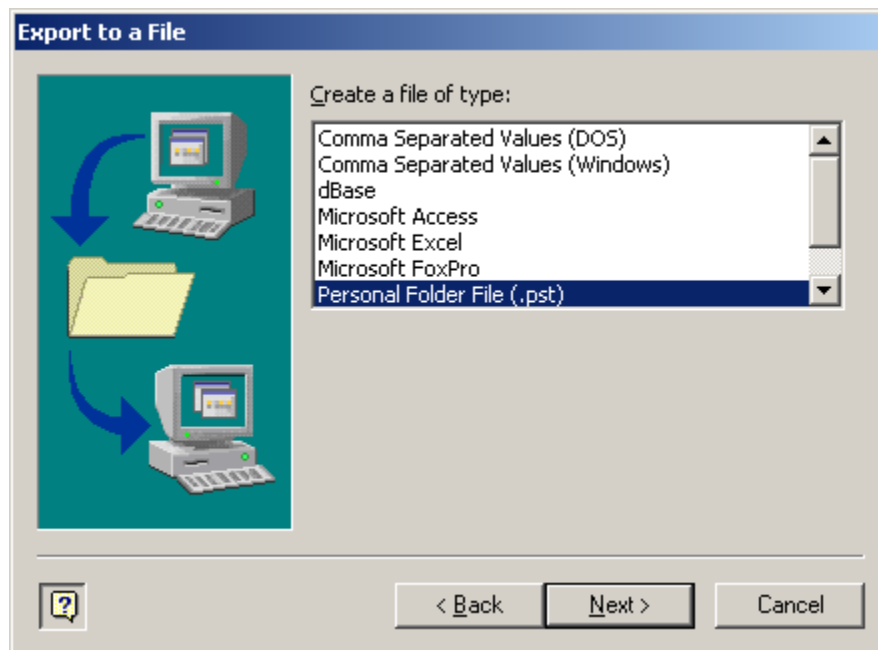 Export to a File
Create a file of type:
Comma Separated Values (DOS)
Comma Separated Values (Windows)
dBase
Microsoft Access
Microsoft Excel
Microsoft FoxPro
Personal Folder File (.pst)
?
< Back
Next >
Cancel